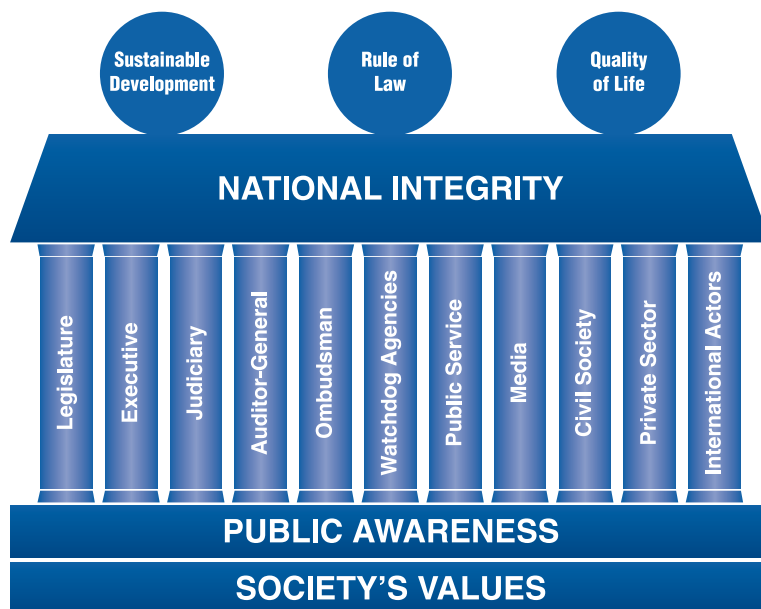 Sustainable
Development
Rule of
Law
Quality
of Life
NATIONAL INTEGRITY
Legislature
Executive
Judiciary
Auditor-General
Ombudsman
Watchdog Agencies
Public Service
Media
Civil Society
Private Sector
International Actors
PUBLIC AWARENESS
SOCIETY’S VALUES